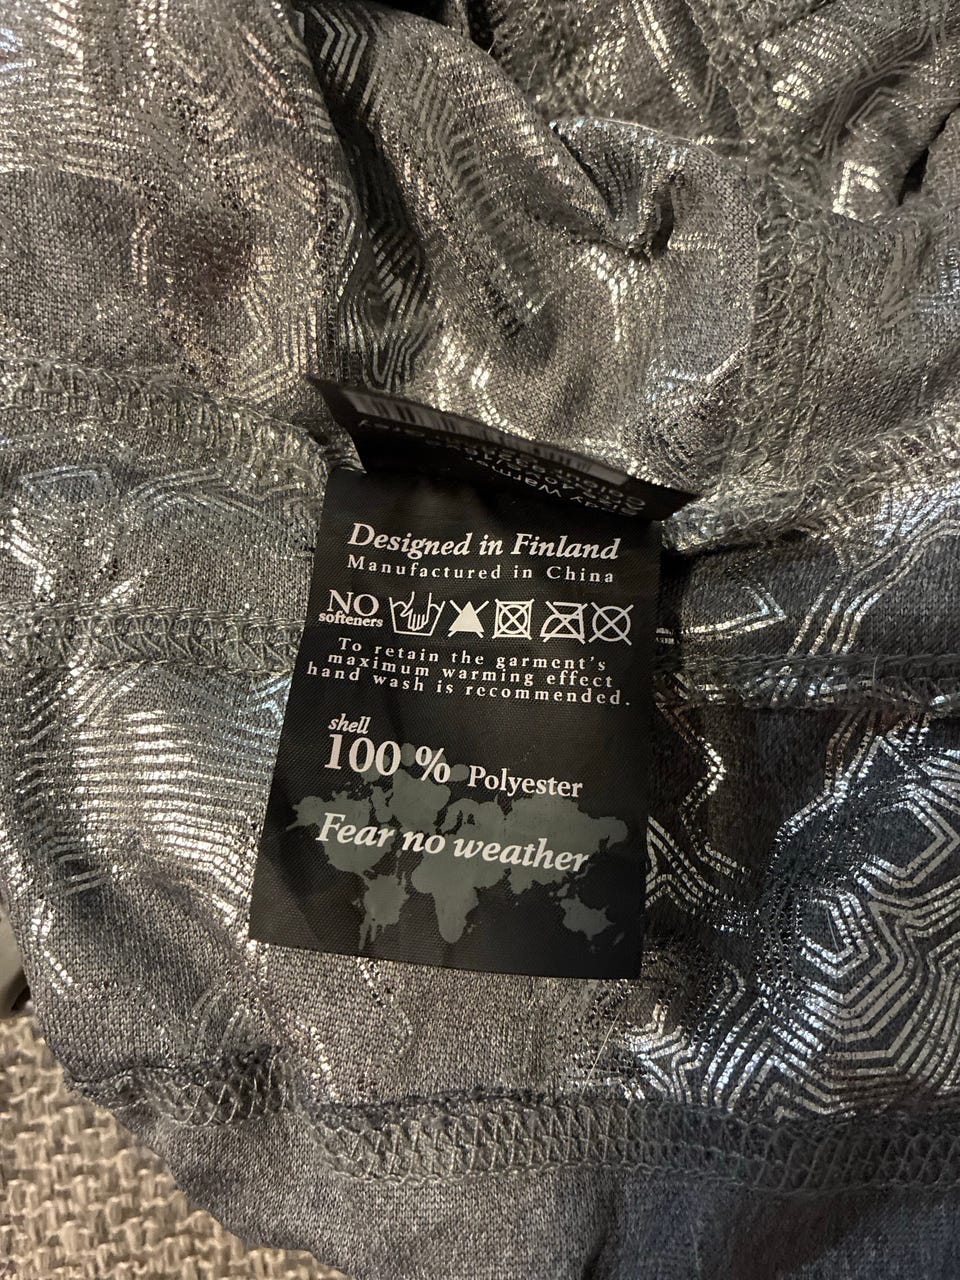 Designed in Finland
Manufactured in China
NO
softeners
To retain the garment's
maximum warming effect
hand wash is recommended.
shell
100 % Polyester
Fear no weather